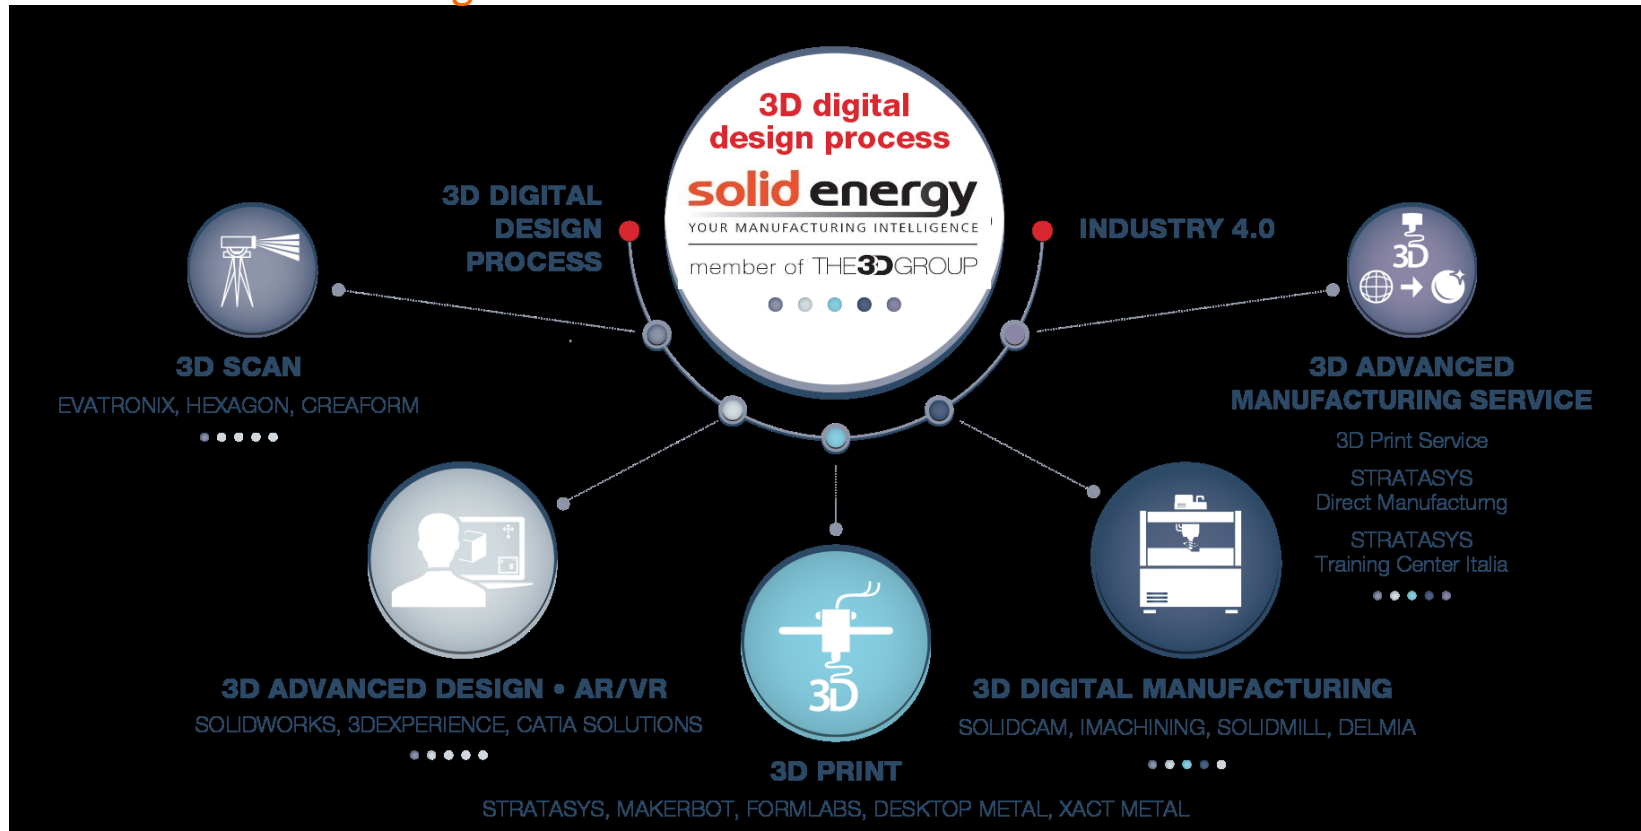 3D digital
design process
solid energy
YOUR MANUFACTURING INTELLIGENCE
member of THE3DGROUP
3D DIGITAL
DESIGN
PROCESS
INDUSTRY 4.0
3D SCAN
EVATRONIX, HEXAGON, CREAFORM
3D
3D ADVANCED
MANUFACTURING SERVICE
3D Print Service
STRATASYS
Direct Manufacturng
STRATASYS
Training Center Italia
3D ADVANCED DESIGN • AR/VR
SOLIDWORKS, 3DEXPERIENCE, CATIA SOLUTIONS
3D
3D PRINT
STRATASYS, MAKERBOT, FORMLABS, DESKTOP METAL, XACT METAL
3D DIGITAL MANUFACTURING
SOLIDCAM, IMACHINING, SOLIDMILL, DELMIA